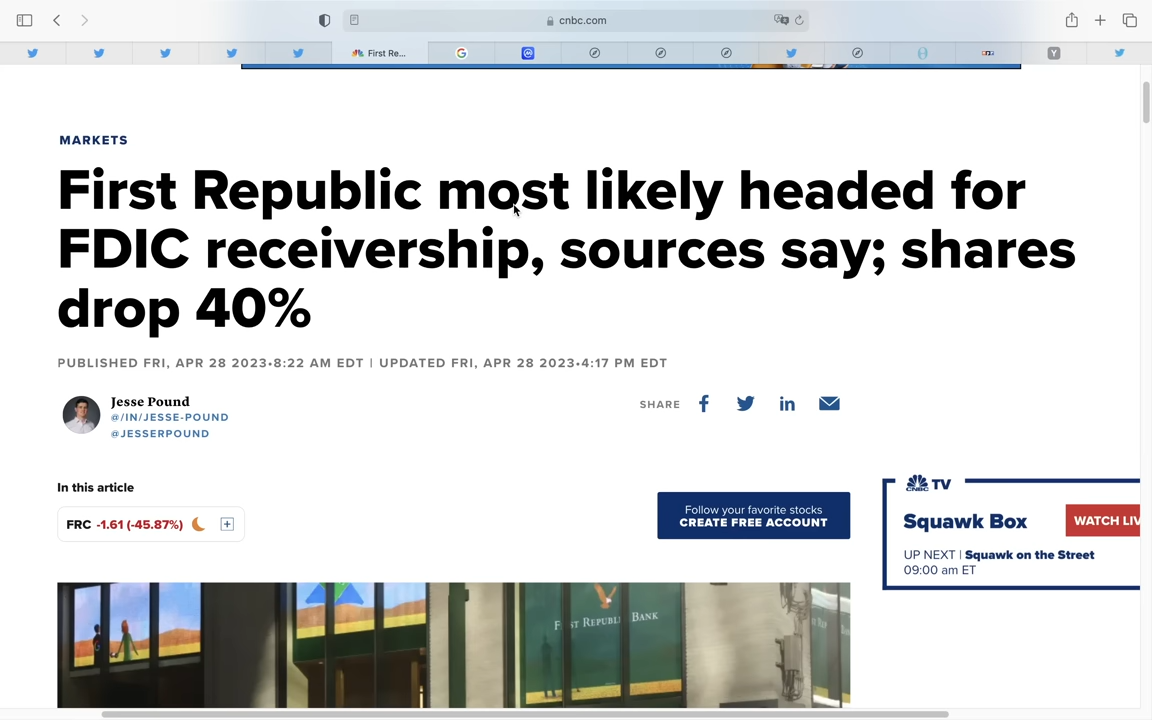 cnbc.com
First Re...
MARKETS
First Republic most likely headed for
FDIC receivership, sources say; shares
drop 40%
PUBLISHED FRI, APR 28 2023•8:22 AM EDT | UPDATED FRI, APR 28 2023•4:17 PM EDT
Jesse Pound
@/IN/JESSE-POUND
@JESSERPOUND
SHARE
In this article
FRC -1.61 (-45.87%)
Follow your favorite stocks
CREATE FREE ACCOUNT
CNBC TV
Squawk Box
WATCH LIV
UP NEXT | Squawk on the Street
09:00 am ET
FIRST REPUBLIC BANK